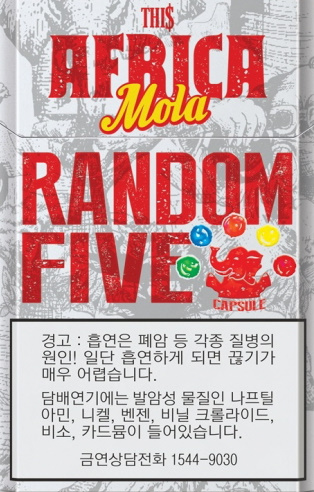 THI$
AFRICA
Mola
RANDOM
FIVE
CAPSULE
경고 : 흡연은 폐암 등 각종 질병의
원인! 일단 흡연하게 되면 끊기가
매우 어렵습니다.
담배연기에는 발암성 물질인 나프틸
아민, 니켈, 벤젠, 비닐 크롤라이드,
비소, 카드뮴이 들어있습니다.
금연상담전화 1544-9030